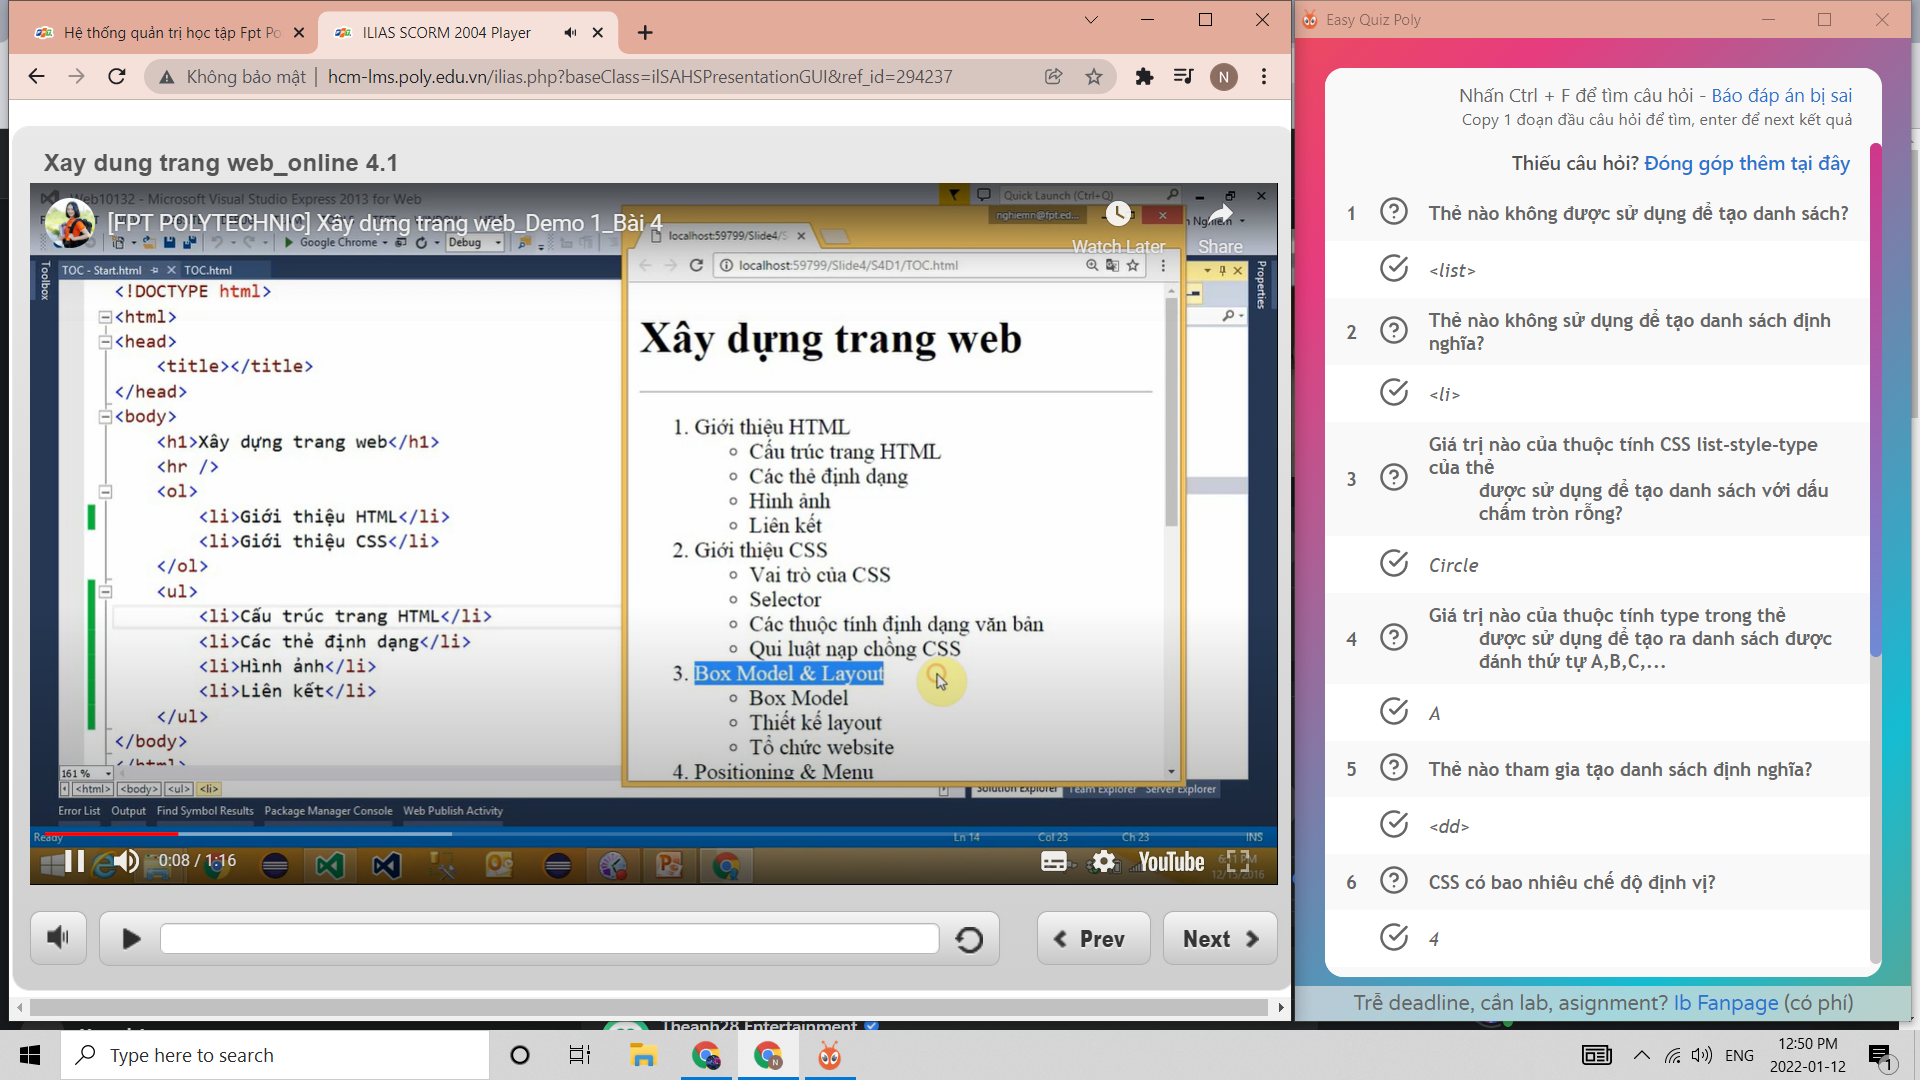 Hệ thống quản trị học tập Fpt Po
ILIAS SCORM 2004 Player
Không bảo mật
hcm-lms.poly.edu.vn/ilias.php?baseClass=ilSAHSPresentationGUI&ref_id=294237
N
Xay dung trang web_online 4.1
Web10132 - Microsoft Visual Studio Express 2013 for Web
Quick Launch (Ctrl+Q)
[FPT POLYTECHNIC] Xây dựng trang web_Demo 1_Bài 4
nghiemn@fpt.ed...
Watch Later
Share
Google Chrome
Debug
localhost:59799/Slide4/S
Toolbox
TOC - Start.html
TOC.html
localhost:59799/Slide4/S4D1/TOC.html
Properties
<!DOCTYPE html>
<html>
<head>
<title></title>
</head>
<body>
<h1>Xây dựng trang web</h1>
<hr />
<ol>
<li>Giới thiệu HTML</li>
<li>Giới thiệu CSS</li>
</ol>
<ul>
<li>Cấu trúc trang HTML</li>
<li>Các thẻ định dạng</li>
<li>Hình ảnh</li>
<li>Liên kết</li>
</ul>
</body>
</html>
Xây dựng trang web
1. Giới thiệu HTML
Cấu trúc trang HTML
Các thẻ định dạng
Hình ảnh
Liên kết
2. Giới thiệu CSS
Vai trò của CSS
Selector
Các thuộc tính định dạng văn bản
Qui luật nạp chồng CSS
3. Box Model & Layout
Box Model
Thiết kế layout
Tổ chức website
4. Positioning & Menu
161 %
<html> <body> <ul> <li>
Solution Explorer Team Explorer Server Explorer
Error List Output Find Symbol Results Package Manager Console Web Publish Activity
Ready
Ln 14 Col 23 Ch 23 INS
0:08 / 1:16
YouTube
12/15/2016
Prev
Next
Easy Quiz Poly
Nhấn Ctrl + F để tìm câu hỏi - Báo đáp án bị sai
Copy 1 đoạn đầu câu hỏi để tìm, enter để next kết quả
Thiếu câu hỏi? Đóng góp thêm tại đây
1 Thẻ nào không được sử dụng để tạo danh sách?
<list>
2 Thẻ nào không sử dụng để tạo danh sách định
nghĩa?
<li>
Giá trị nào của thuộc tính CSS list-style-type
của thẻ
3 được sử dụng để tạo danh sách với dấu
chấm tròn rỗng?
Circle
Giá trị nào của thuộc tính type trong thẻ
4 được sử dụng để tạo ra danh sách được
đánh thứ tự A,B,C,...
A
5 Thẻ nào tham gia tạo danh sách định nghĩa?
<dd>
6 CSS có bao nhiêu chế độ định vị?
4
Trễ deadline, cần lab, asignment? Ib Fanpage (có phí)
Theanh28 Entertainment
Type here to search
ENG
12:50 PM
2022-01-12
1